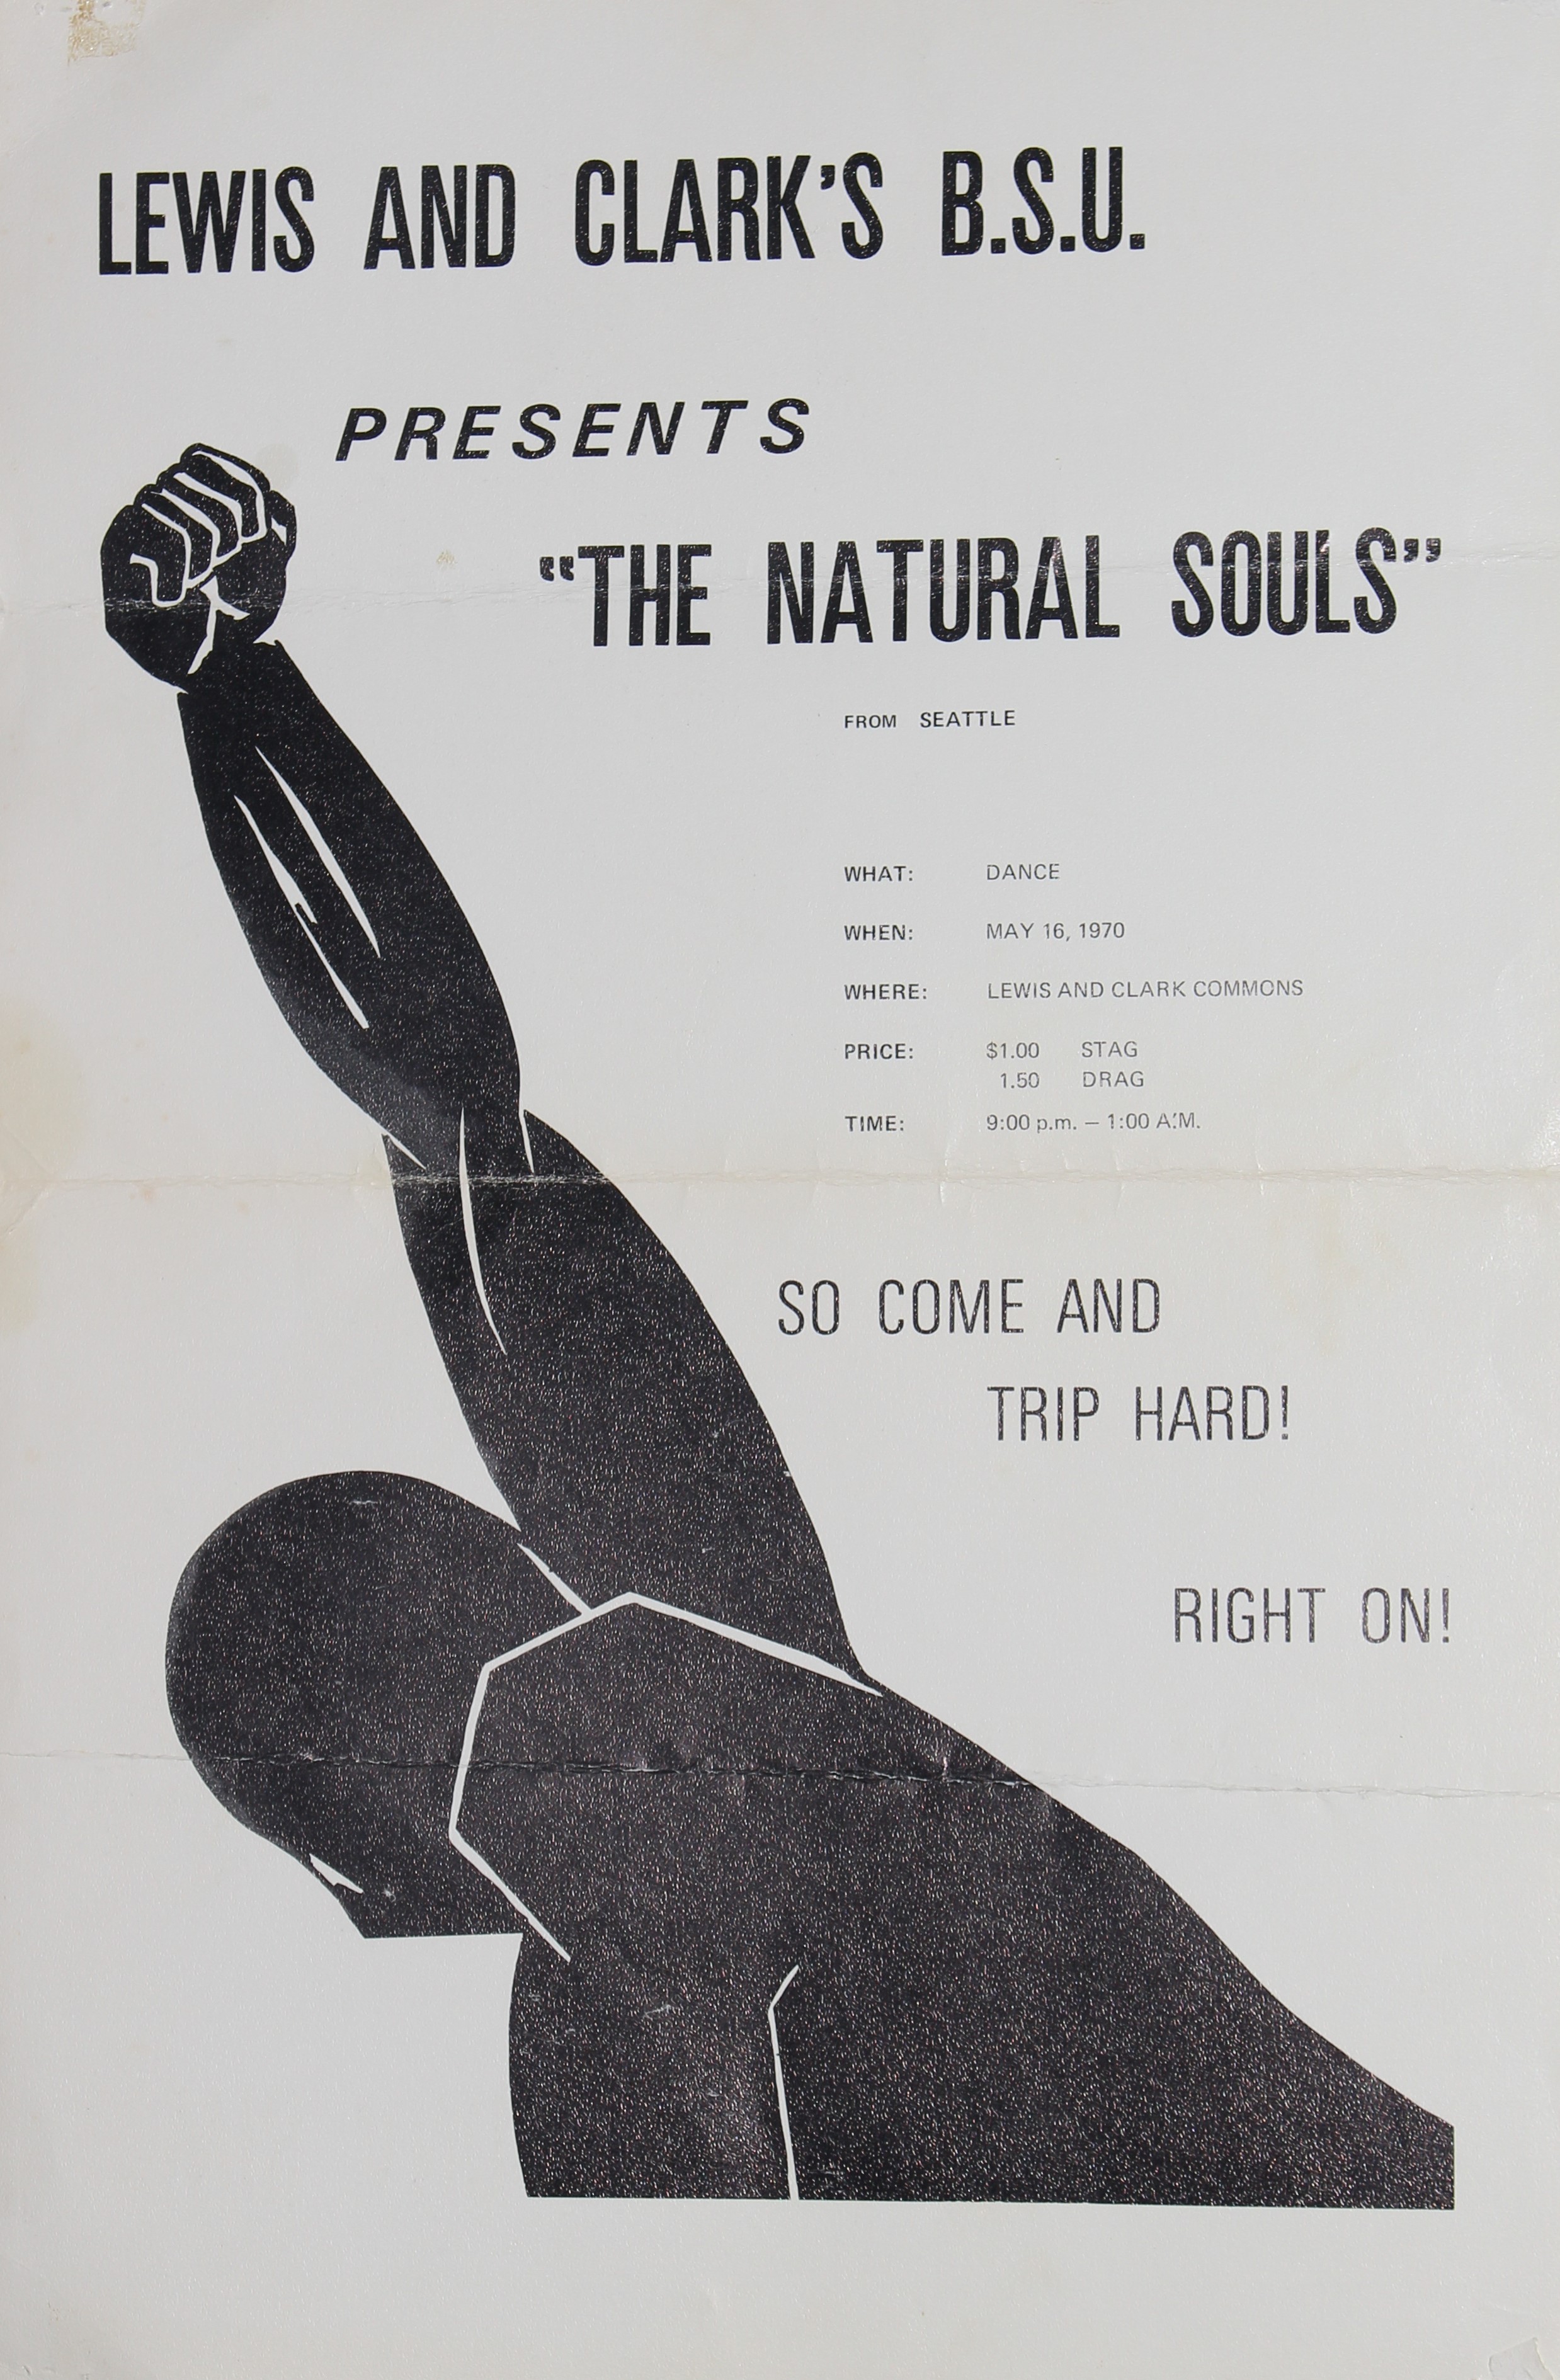 LEWIS AND CLARK'S B.S.U.
PRESENTS
“THE NATURAL SOULS”
FROM SEATTLE
WHAT: DANCE
WHEN: MAY 16, 1970
WHERE: LEWIS AND CLARK COMMONS
PRICE: $1.00 STAG
1.50 DRAG
TIME: 9:00 p.m. – 1:00 A.M.
SO COME AND
TRIP HARD!
RIGHT ON!